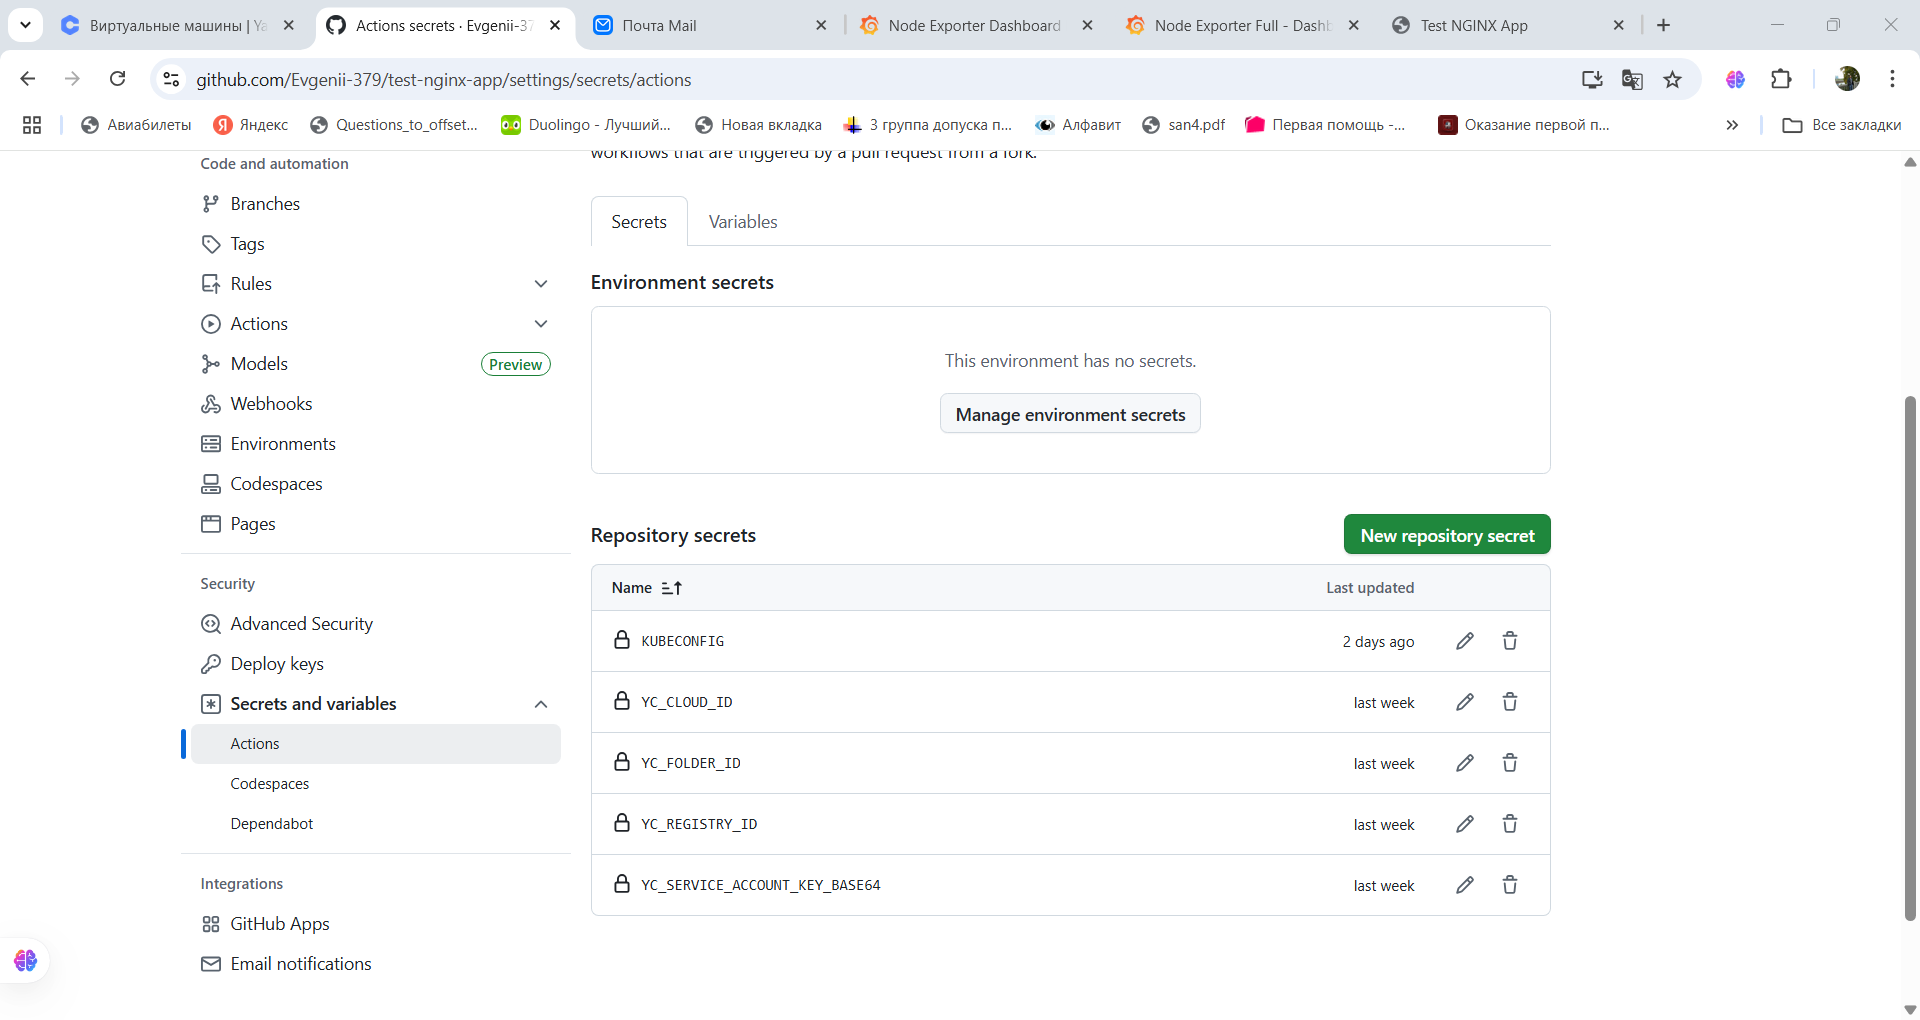 Виртуальные машины | Ya
Actions secrets · Evgenii-37
Почта Mail
Node Exporter Dashboard
Node Exporter Full - Dashb
Test NGINX App
github.com/Evgenii-379/test-nginx-app/settings/secrets/actions
Авиабилеты
Яндекс
Questions_to_offset...
Duolingo - Лучший...
Новая вкладка
3 группа допуска п...
Алфавит
san4.pdf
Первая помощь -...
Оказание первой п...
Все закладки
workflows that are triggered by a pull request from a fork.
Code and automation
Branches
Tags
Rules
Actions
Models
Preview
Webhooks
Environments
Codespaces
Pages
Security
Advanced Security
Deploy keys
Secrets and variables
Actions
Codespaces
Dependabot
Integrations
GitHub Apps
Email notifications
Secrets
Variables
Environment secrets
This environment has no secrets.
Manage environment secrets
Repository secrets
New repository secret
Name
Last updated
KUBECONFIG
2 days ago
YC_CLOUD_ID
last week
YC_FOLDER_ID
last week
YC_REGISTRY_ID
last week
YC_SERVICE_ACCOUNT_KEY_BASE64
last week